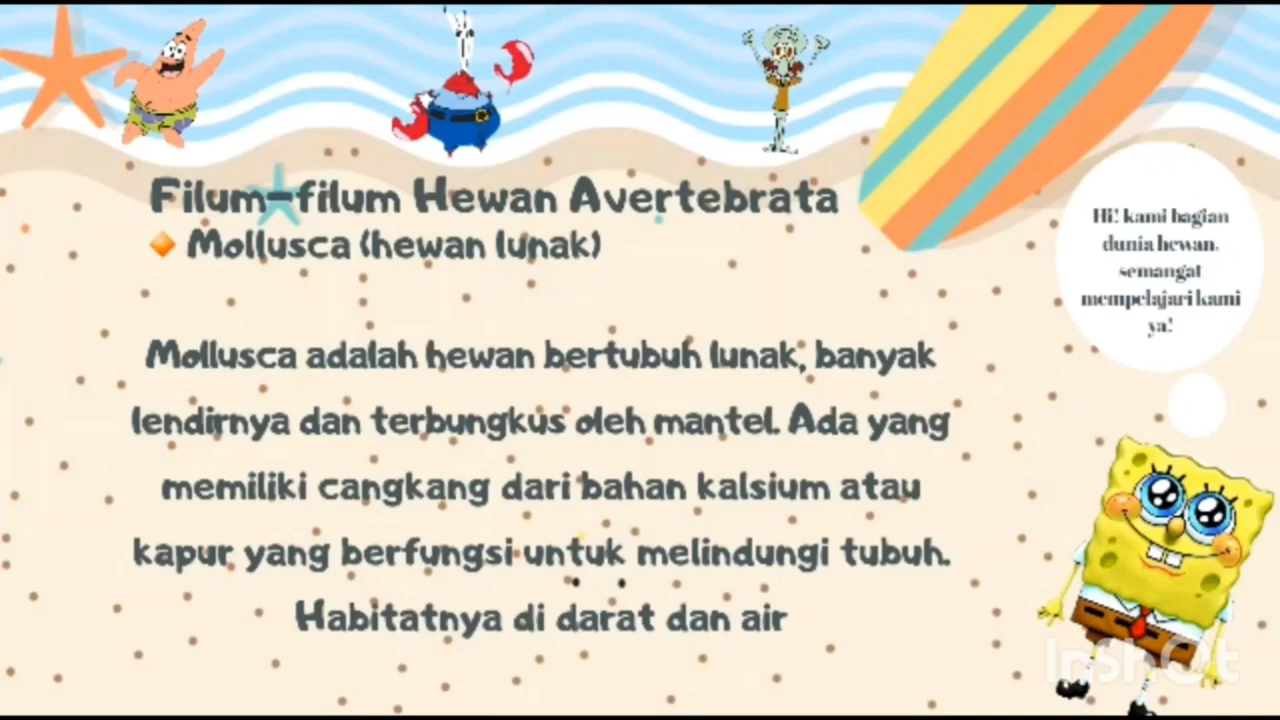 Filum-filum Hewan Avertebrata
🔸 Mollusca (hewan lunak)
Hi! kami bagian
dunia hewan,
semangat
mempelajari kami
ya!
Mollusca adalah hewan bertubuh lunak, banyak
lendirnya dan terbungkus oleh mantel. Ada yang
memiliki cangkang dari bahan kalsium atau
kapur yang berfungsi untuk melindungi tubuh.
Habitatnya di darat dan air
InShOt